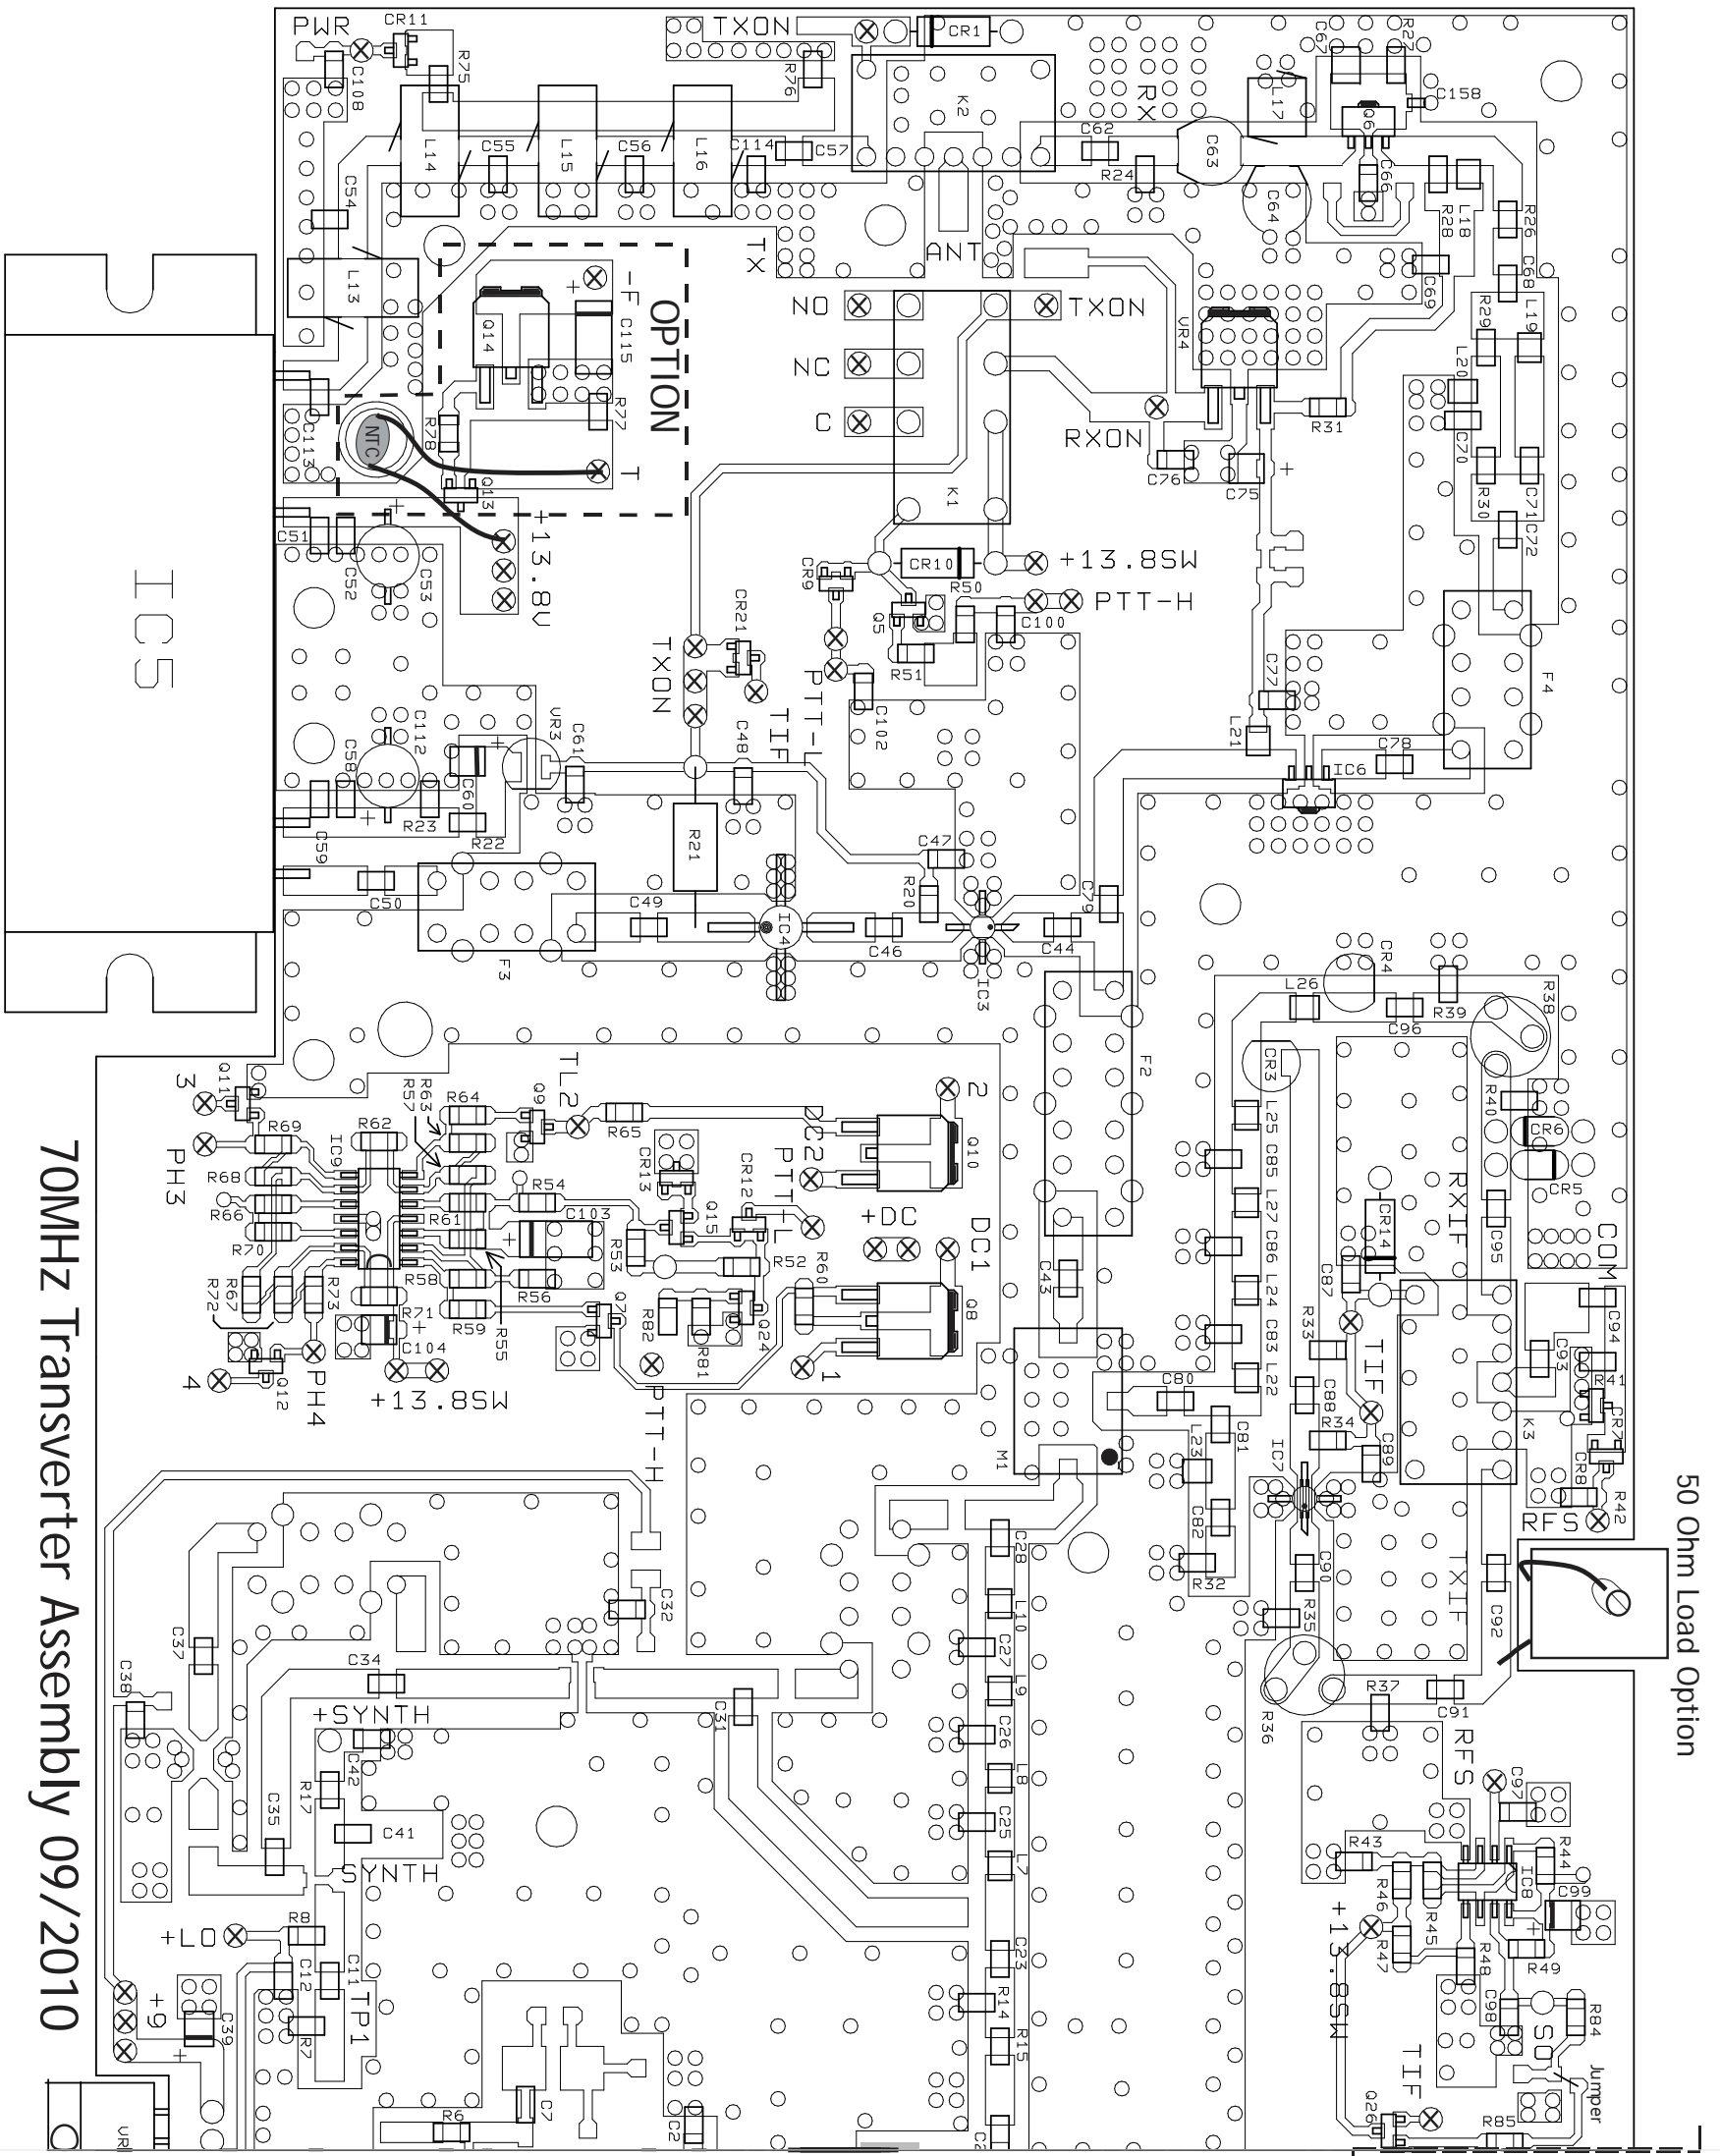 PWR
CR11
TXON
CR1
C67
R27
C108
R75
R76
K2
RX
L17
Q6
C158
L14
C55
L15
C56
L16
C114
C57
C62
R24
C63
C66
C64
R28
L18
R26
C54
TX
ANT
C69
C68
L13
-F
+
Q14
C115
OPTION
NO
NC
C
TXON
VR4
R29
L19
L20
R77
R78
NTC
C113
T
Q13
RXON
R31
C70
C76
C75
+
R30
C71
C72
K1
+
C51
C52
C53
+13.8V
IC5
CR9
CR10
+13.8SW
R50
PTT-H
C100
Q5
R51
CR21
TXON
PTT-L
C102
TIF
C77
L21
F4
C78
IC6
C58
C112
+
R23
C60
R22
VR3
+
C61
C48
C59
C50
R21
C47
R20
C49
IC4
C46
IC3
C44
C79
F3
F2
L26
CR4
C96
R39
R38
CR3
R40
CR6
CR5
3
Q11
PH3
R69
R68
R66
R70
R72
R67
R73
IC9
R62
R57
R63
R64
Q9
TL2
R65
R61
R54
C103
+
R58
R56
R59
R55
R71
C104
+
+13.8SW
4
Q12
PH4
CR13
CR12
Q15
R53
R52
R82
R81
Q24
R60
Q7
PTT-H
DC2
PTT-L
2
Q10
+DC
DC1
Q8
1
C43
M1
L25
C85
L27
C86
L24
C83
L22
C80
C81
L23
C82
R32
RXIF
CR14
C95
COM
C87
R33
TIF
C88
R34
C89
IC7
K3
C94
C93
R41
CR7
CR8
R42
RFS
C90
R35
TXIF
C92
R36
R37
C91
50 Ohm Load Option
70MHz Transverter Assembly 09/2010
C28
L10
C27
L9
C26
L8
C25
L7
C23
R14
R15
C32
C31
C37
C38
C34
+SYNTH
C42
R17
C35
C41
SYNTH
+LO
R8
C12
C11
TP1
R7
+9
C39
+
R6
C7
C2
RFS
C97
R43
R46
R45
R47
IC8
R44
C99
+
R49
R48
+13.8SW
C98
SO
R84
Jumper
TIF
Q26
R85